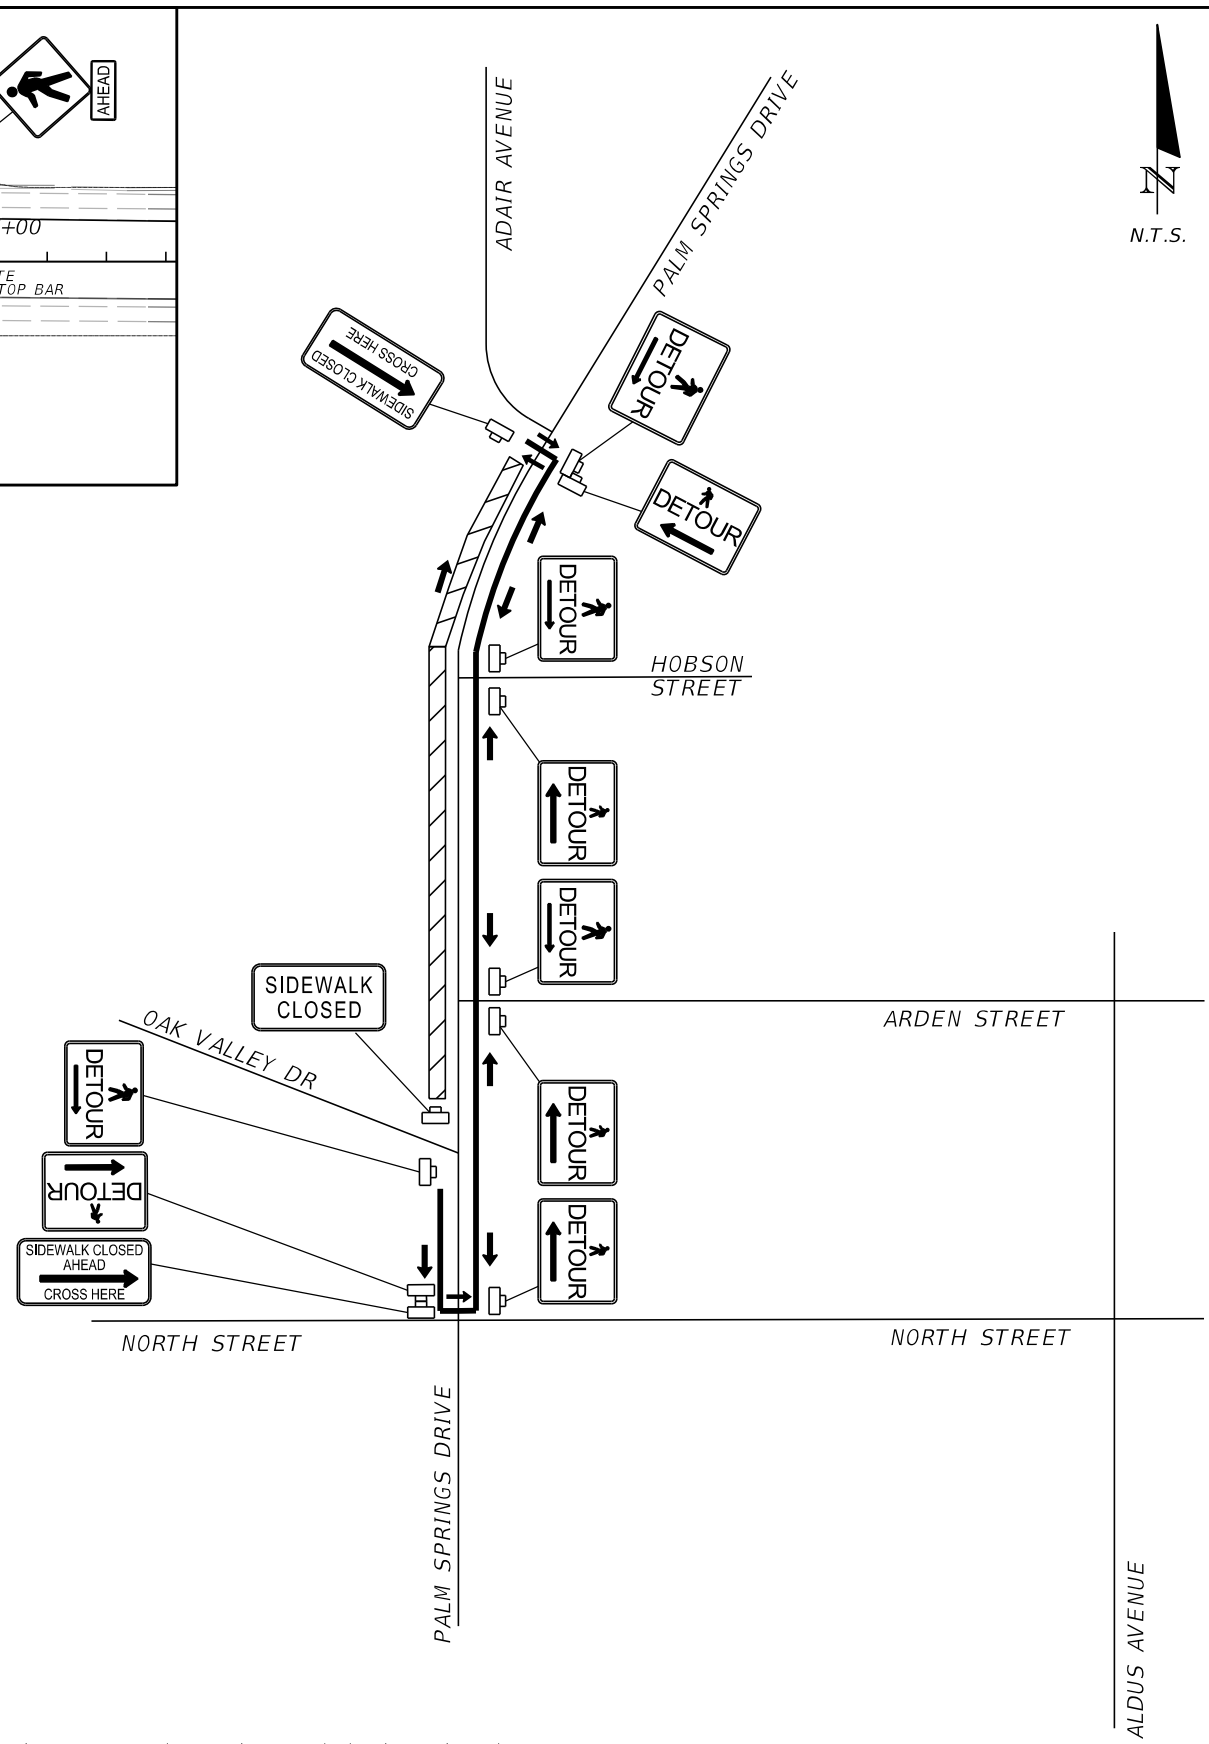 AHEAD
+00
TOP BAR
ADAIR AVENUE
PALM SPRINGS DRIVE
N
N.T.S.
SIDEWALK CLOSED
CROSS HERE
DETOUR
DETOUR
DETOUR
HOBSON
STREET
DETOUR
DETOUR
SIDEWALK
CLOSED
ARDEN STREET
OAK VALLEY DR
DETOUR
DETOUR
DETOUR
SIDEWALK CLOSED
AHEAD
CROSS HERE
DETOUR
NORTH STREET
NORTH STREET
PALM SPRINGS DRIVE
ALDUS AVENUE